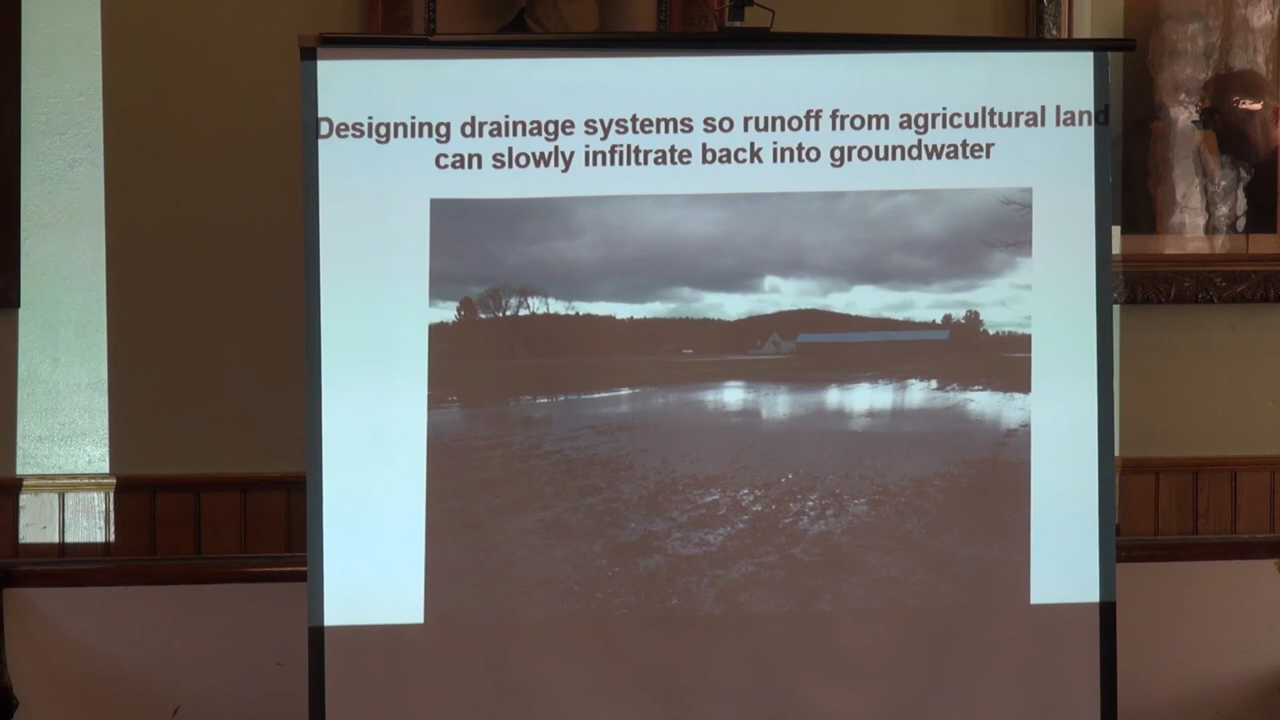 Designing drainage systems so runoff from agricultural land
can slowly infiltrate back into groundwater